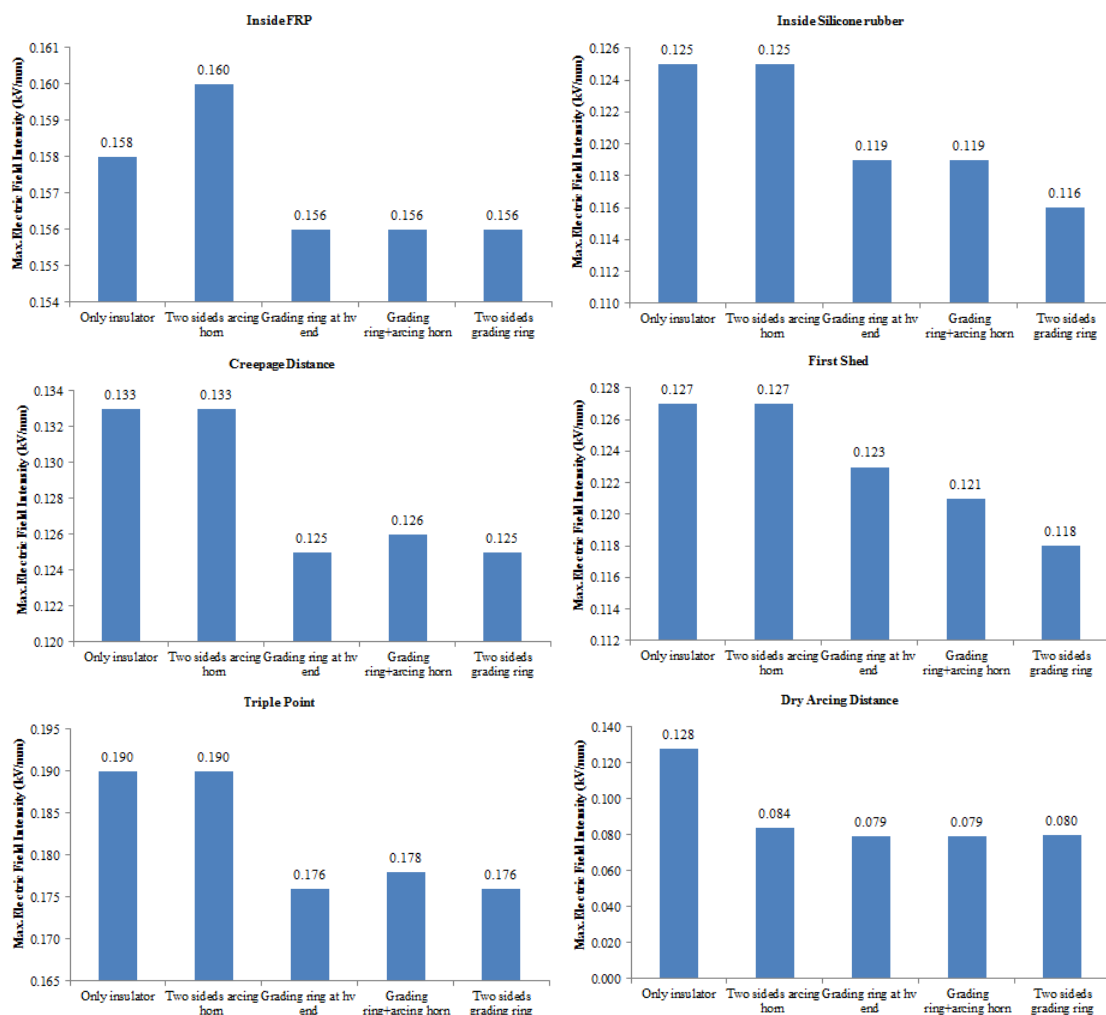 Inside FRP
Max.Electric Field Intensity (kV/mm)
0.161
0.160
0.159
0.158
0.157
0.156
0.155
0.154
0.158
0.160
0.156
0.156
0.156
Only insulator
Two sideds arcing
horn
Grading ring at hv
end
Grading
ring+arcing horn
Two sideds
grading ring
Inside Silicone rubber
Max.Electric Field Intensity (kV/mm)
0.126
0.124
0.122
0.120
0.118
0.116
0.114
0.112
0.110
0.125
0.125
0.119
0.119
0.116
Only insulator
Two sideds arcing
horn
Grading ring at hv
end
Grading
ring+arcing horn
Two sideds
grading ring
Creepage Distance
Max.Electric Field Intensity (kV/mm)
0.134
0.132
0.130
0.128
0.126
0.124
0.122
0.120
0.133
0.133
0.125
0.126
0.125
Only insulator
Two sideds arcing
horn
Grading ring at hv
end
Grading
ring+arcing horn
Two sideds
grading ring
First Shed
Max.Electric Field Intensity (kV/mm)
0.128
0.126
0.124
0.122
0.120
0.118
0.116
0.114
0.112
0.127
0.127
0.123
0.121
0.118
Only insulator
Two sideds arcing
horn
Grading ring at hv
end
Grading
ring+arcing horn
Two sideds
grading ring
Triple Point
Max.Electric Field Intensity (kV/mm)
0.195
0.190
0.185
0.180
0.175
0.170
0.165
0.190
0.190
0.176
0.178
0.176
Only insulator
Two sideds arcing
horn
Grading ring at hv
end
Grading
ring+arcing horn
Two sideds
grading ring
Dry Arcing Distance
Max.Electric Field Intensity (kV/mm)
0.140
0.120
0.100
0.080
0.060
0.040
0.020
0.000
0.128
0.084
0.079
0.079
0.080
Only insulator
Two sideds arcing
horn
Grading ring at hv
end
Grading
ring+arcing horn
Two sideds
grading ring